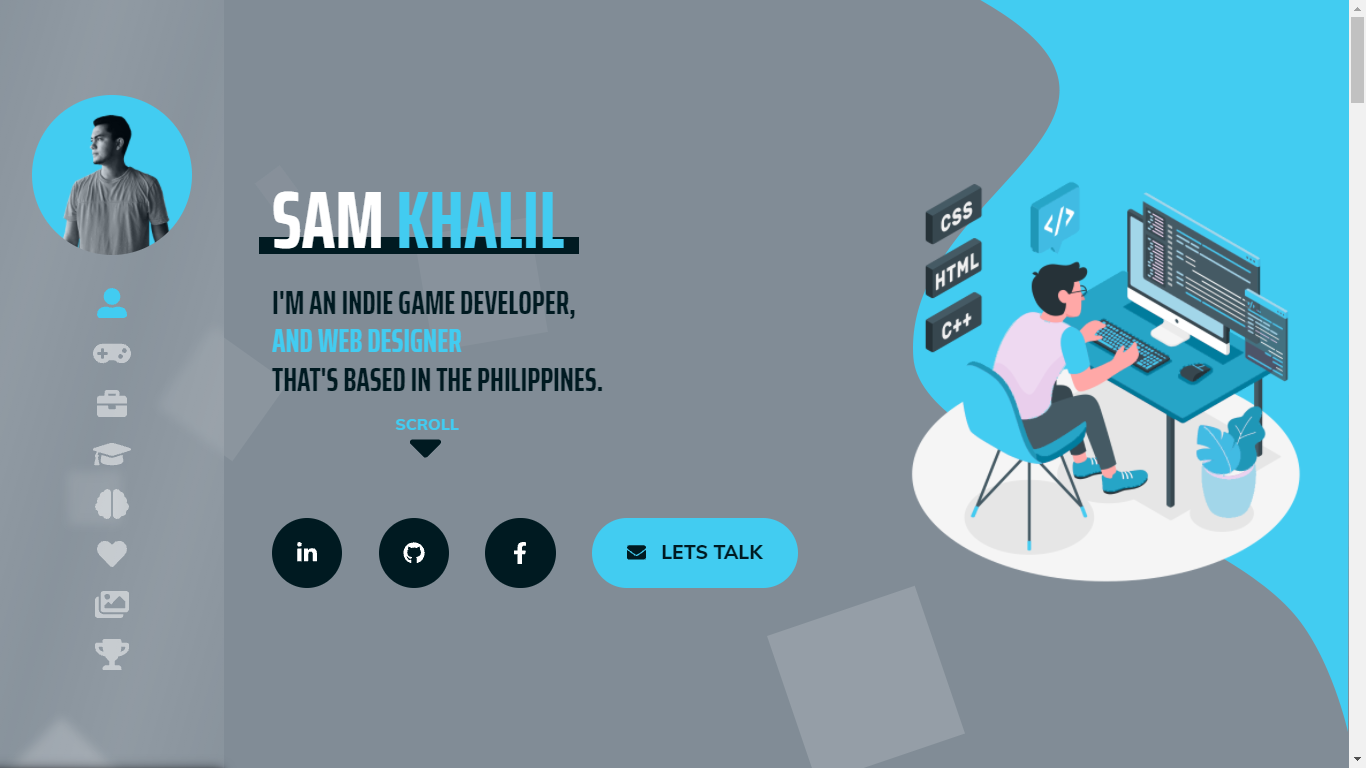 SAM KHALIL
I'M AN INDIE GAME DEVELOPER,
AND WEB DESIGNER
THAT'S BASED IN THE PHILIPPINES.
SCROLL
in
f
LETS TALK
CSS
</>
HTML
C++